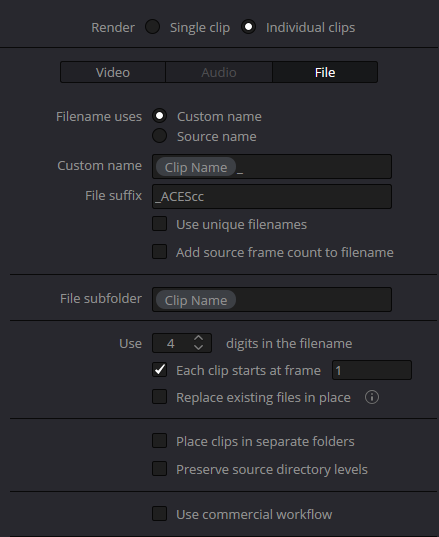 Render Single clip Individual clips
Video Audio File
Filename uses Custom name
Source name
Custom name Clip Name _
File suffix _ACEScc
Use unique filenames
Add source frame count to filename
File subfolder Clip Name
Use 4 digits in the filename
Each clip starts at frame 1
Replace existing files in place
Place clips in separate folders
Preserve source directory levels
Use commercial workflow